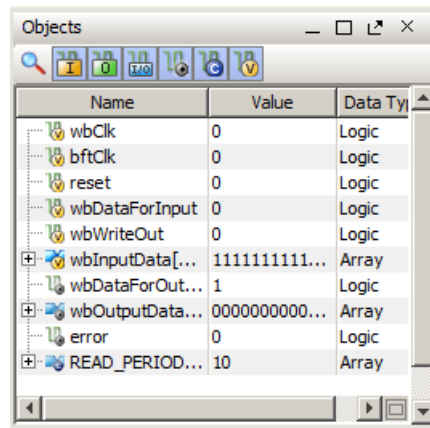 Objects
I O I/O C V
Name Value Data Ty
wbClk 0 Logic
bftClk 0 Logic
reset 0 Logic
wbDataForInput 0 Logic
wbWriteOut 0 Logic
wbInputData[... 1111111111... Array
wbDataForOut... 1 Logic
wbOutputData... 0000000000... Array
error 0 Logic
READ_PERIOD... 10 Array